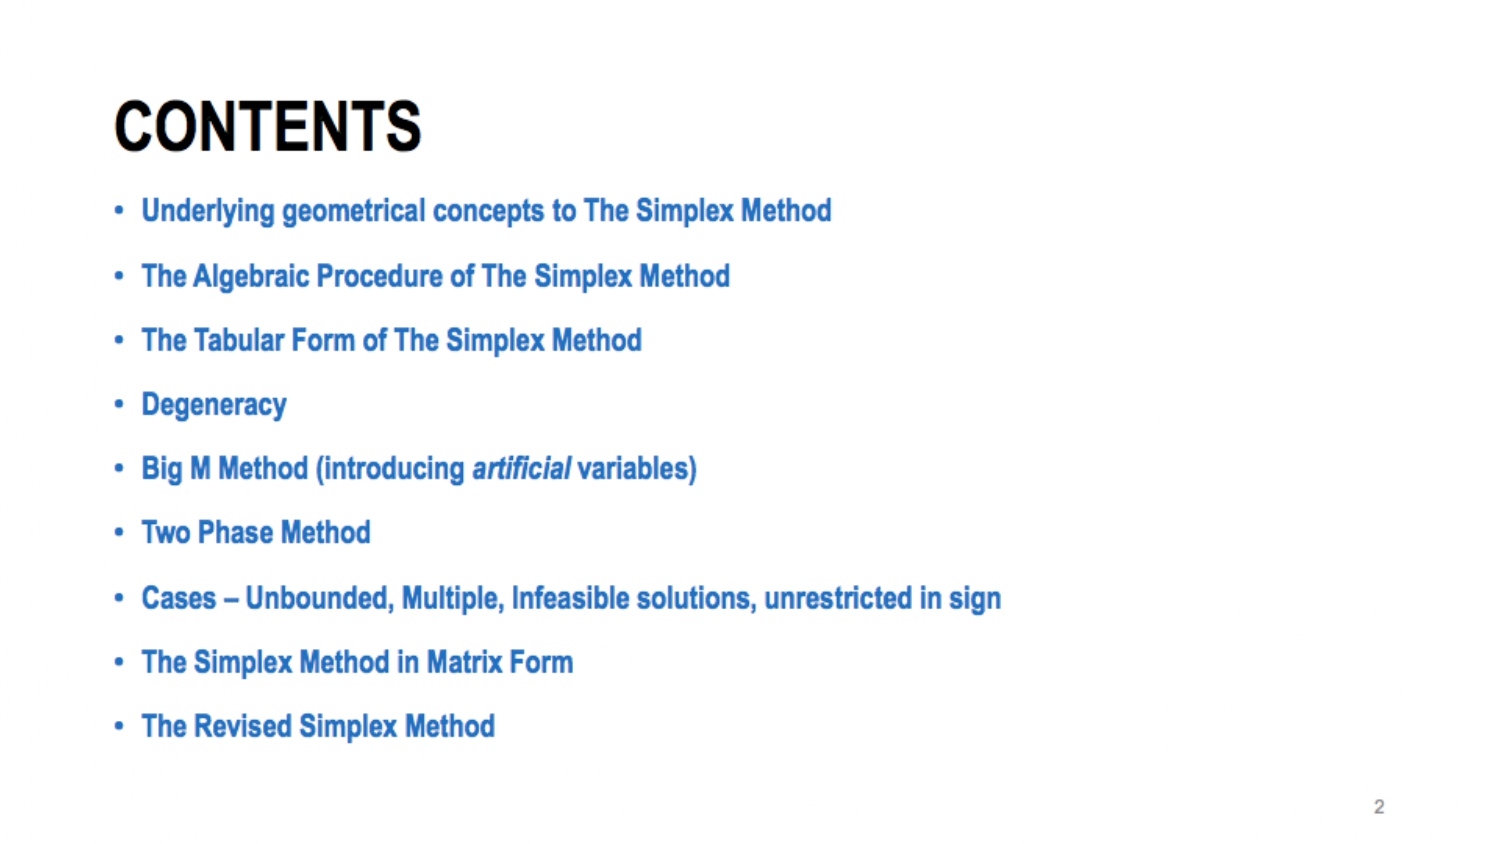 CONTENTS
• Underlying geometrical concepts to The Simplex Method
• The Algebraic Procedure of The Simplex Method
• The Tabular Form of The Simplex Method
• Degeneracy
• Big M Method (introducing artificial variables)
• Two Phase Method
• Cases – Unbounded, Multiple, Infeasible solutions, unrestricted in sign
• The Simplex Method in Matrix Form
• The Revised Simplex Method
2